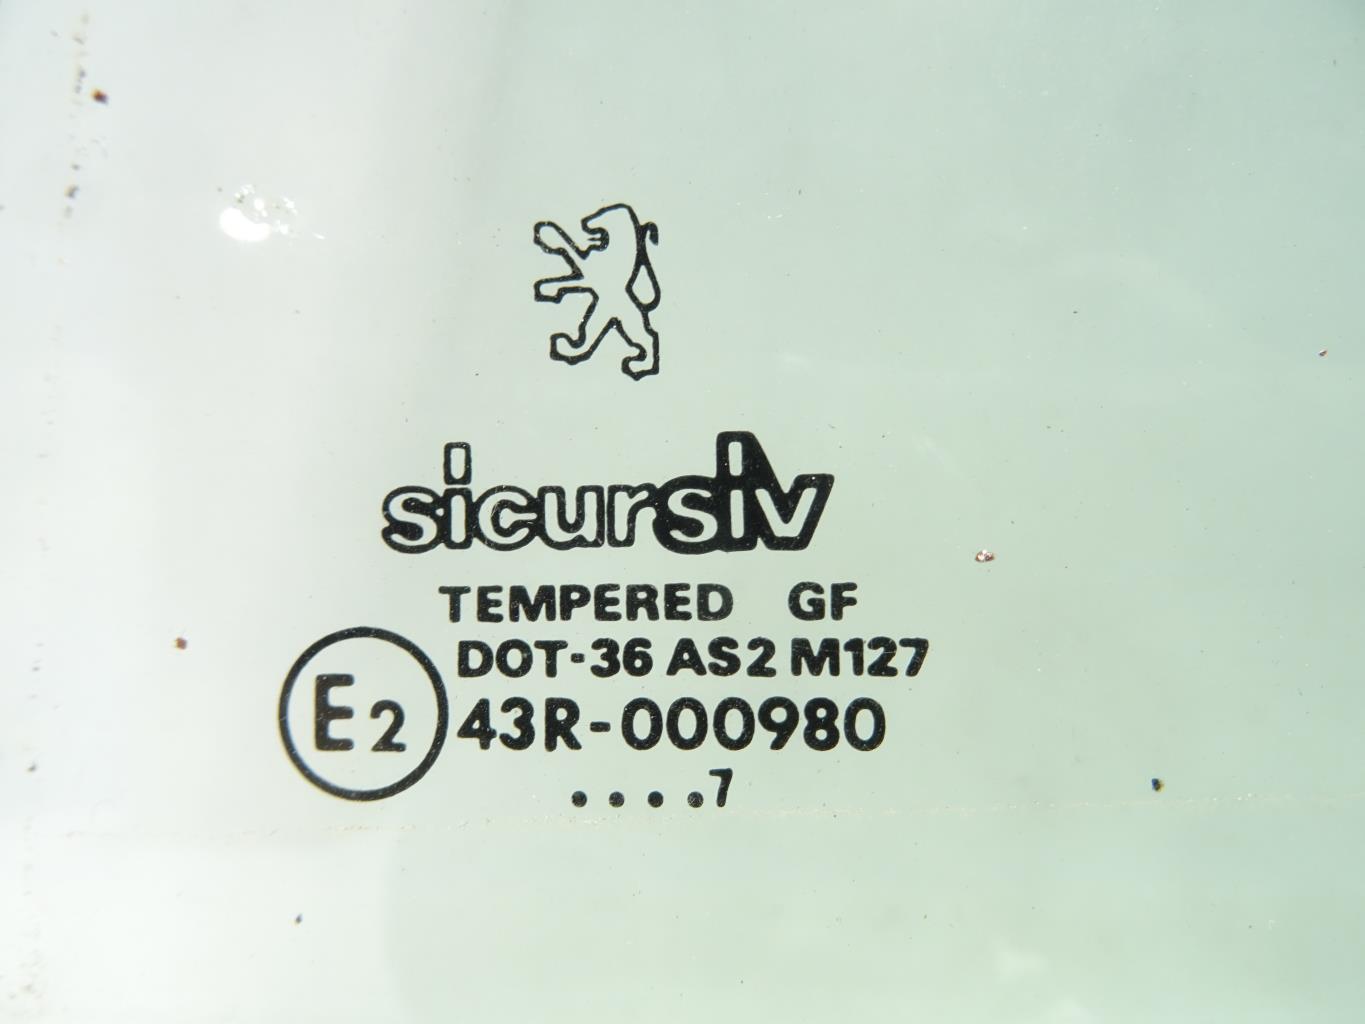 sicursiv
TEMPERED GF
DOT-36 AS2 M127
E2 43R-000980
....7